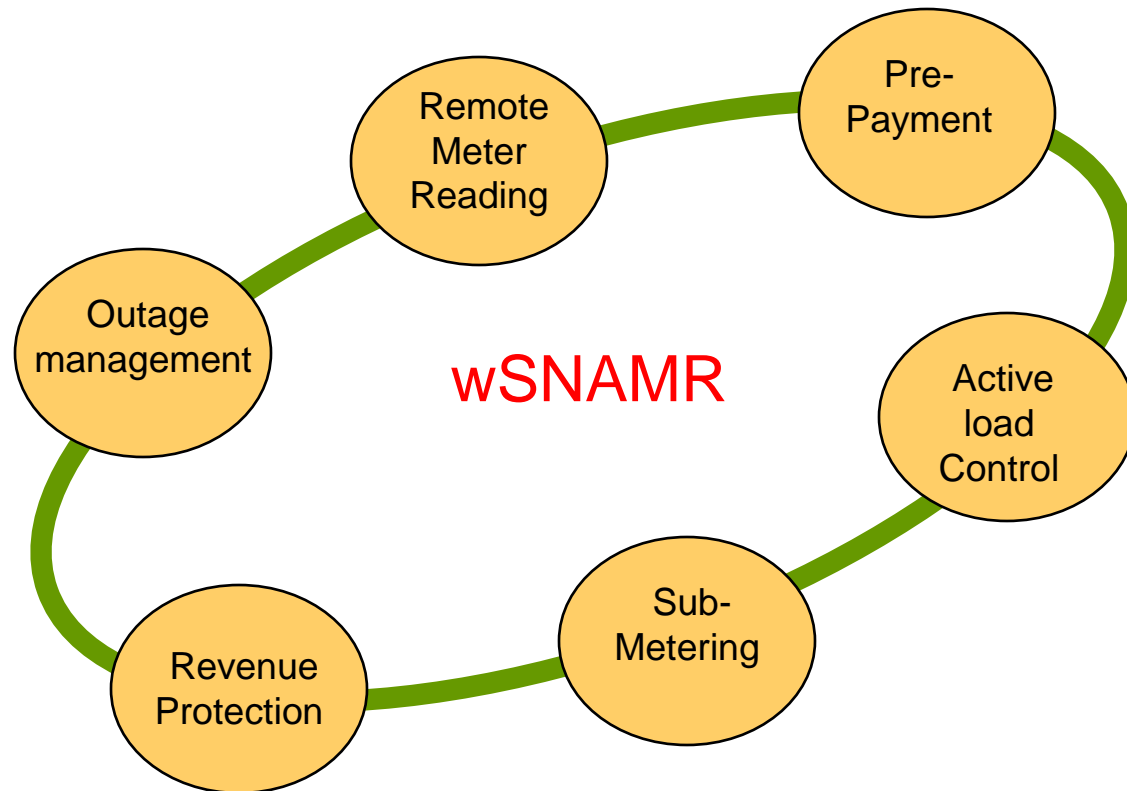 Pre-
Payment
Remote
Meter
Reading
Outage
management
wSNAMR
Active
load
Control
Sub-
Metering
Revenue
Protection